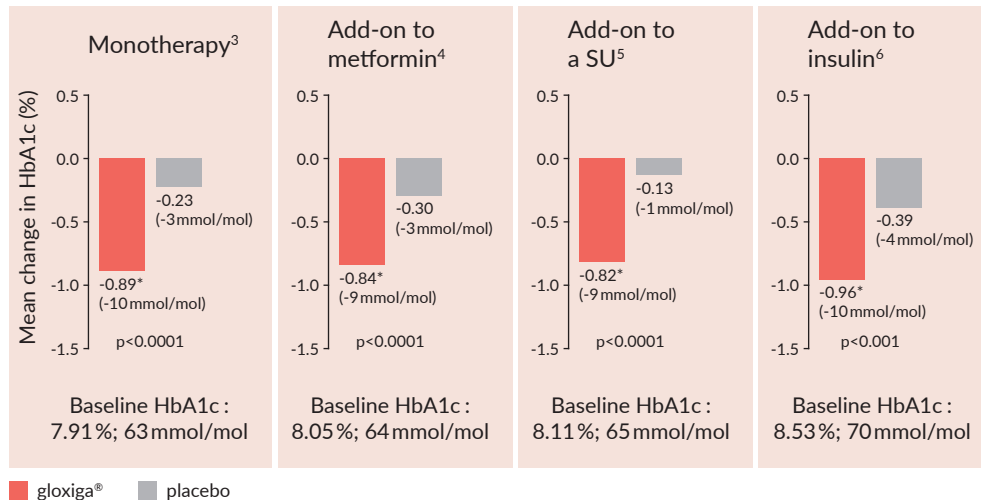 Monotherapy³
Mean change in HbA1c (%)
0.5
0.0
-0.5
-1.0
-1.5
-0.23
(-3mmol/mol)
-0.89*
(-10mmol/mol)
p<0.0001
Baseline HbA1c:
7.91%; 63mmol/mol
Add-on to
metformin⁴
0.5
0.0
-0.5
-1.0
-1.5
-0.30
(-3mmol/mol)
-0.84*
(-9mmol/mol)
p<0.0001
Baseline HbA1c:
8.05%; 64mmol/mol
Add-on to
a SU⁵
0.5
0.0
-0.5
-1.0
-1.5
-0.13
(-1mmol/mol)
-0.82*
(-9mmol/mol)
p<0.0001
Baseline HbA1c:
8.11%; 65mmol/mol
Add-on to
insulin⁶
0.5
0.0
-0.5
-1.0
-1.5
-0.39
(-4mmol/mol)
-0.96*
(-10mmol/mol)
p<0.001
Baseline HbA1c:
8.53%; 70mmol/mol
gloxiga®
placebo